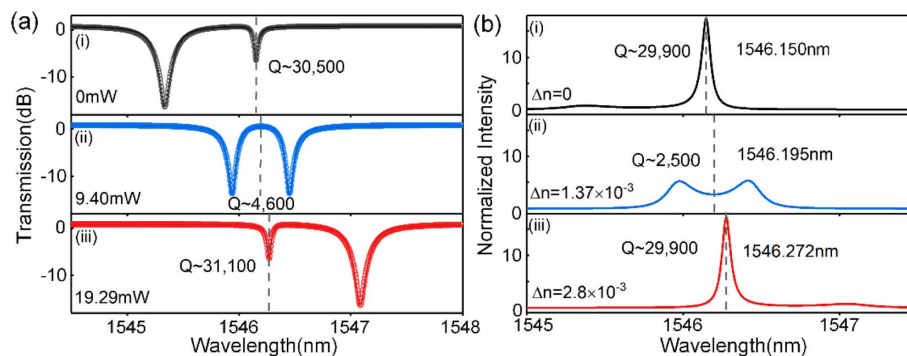 (a)
(i)
0
-10
Q~30,500
0mW
(ii)
0
-10
Q~4,600
9.40mW
(iii)
0
-10
Q~31,100
19.29mW
1545
1546
1547
1548
Transmission(dB)
Wavelength(nm)
(b)
(i)
10
0
Q~29,900
1546.150nm
Δn=0
(ii)
10
0
Q~2,500
1546.195nm
Δn=1.37×10⁻³
(iii)
10
0
Q~29,900
1546.272nm
Δn=2.8×10⁻³
1545
1546
1547
Normalized Intensity
Wavelength(nm)